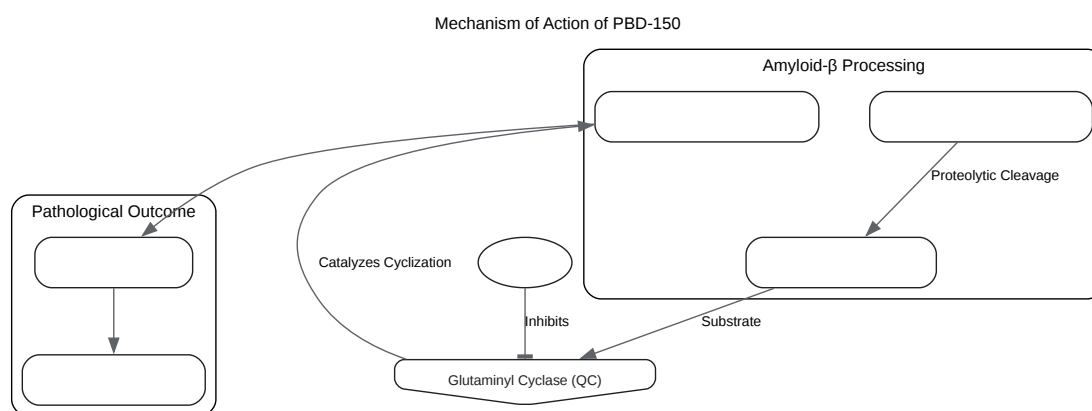 Mechanism of Action of PBD-150
Amyloid-β Processing
Proteolytic Cleavage
Pathological Outcome
Catalyzes Cyclization
Inhibits
Substrate
Glutaminyl Cyclase (QC)